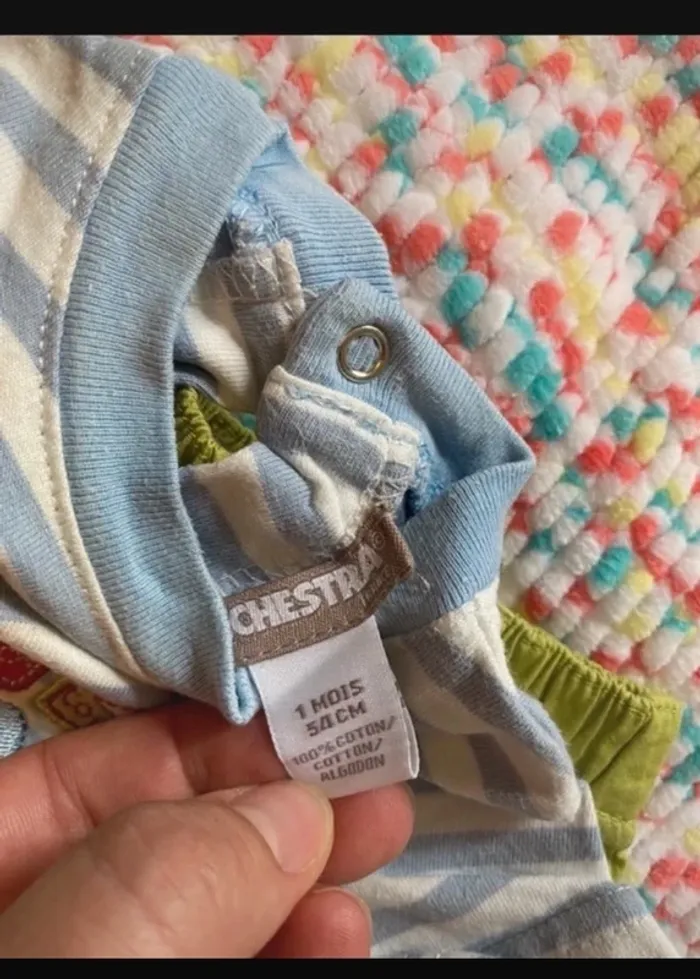 CHESTRA®
1 MOIS
54 CM
100% COTON/
COTTON/
ALGODON